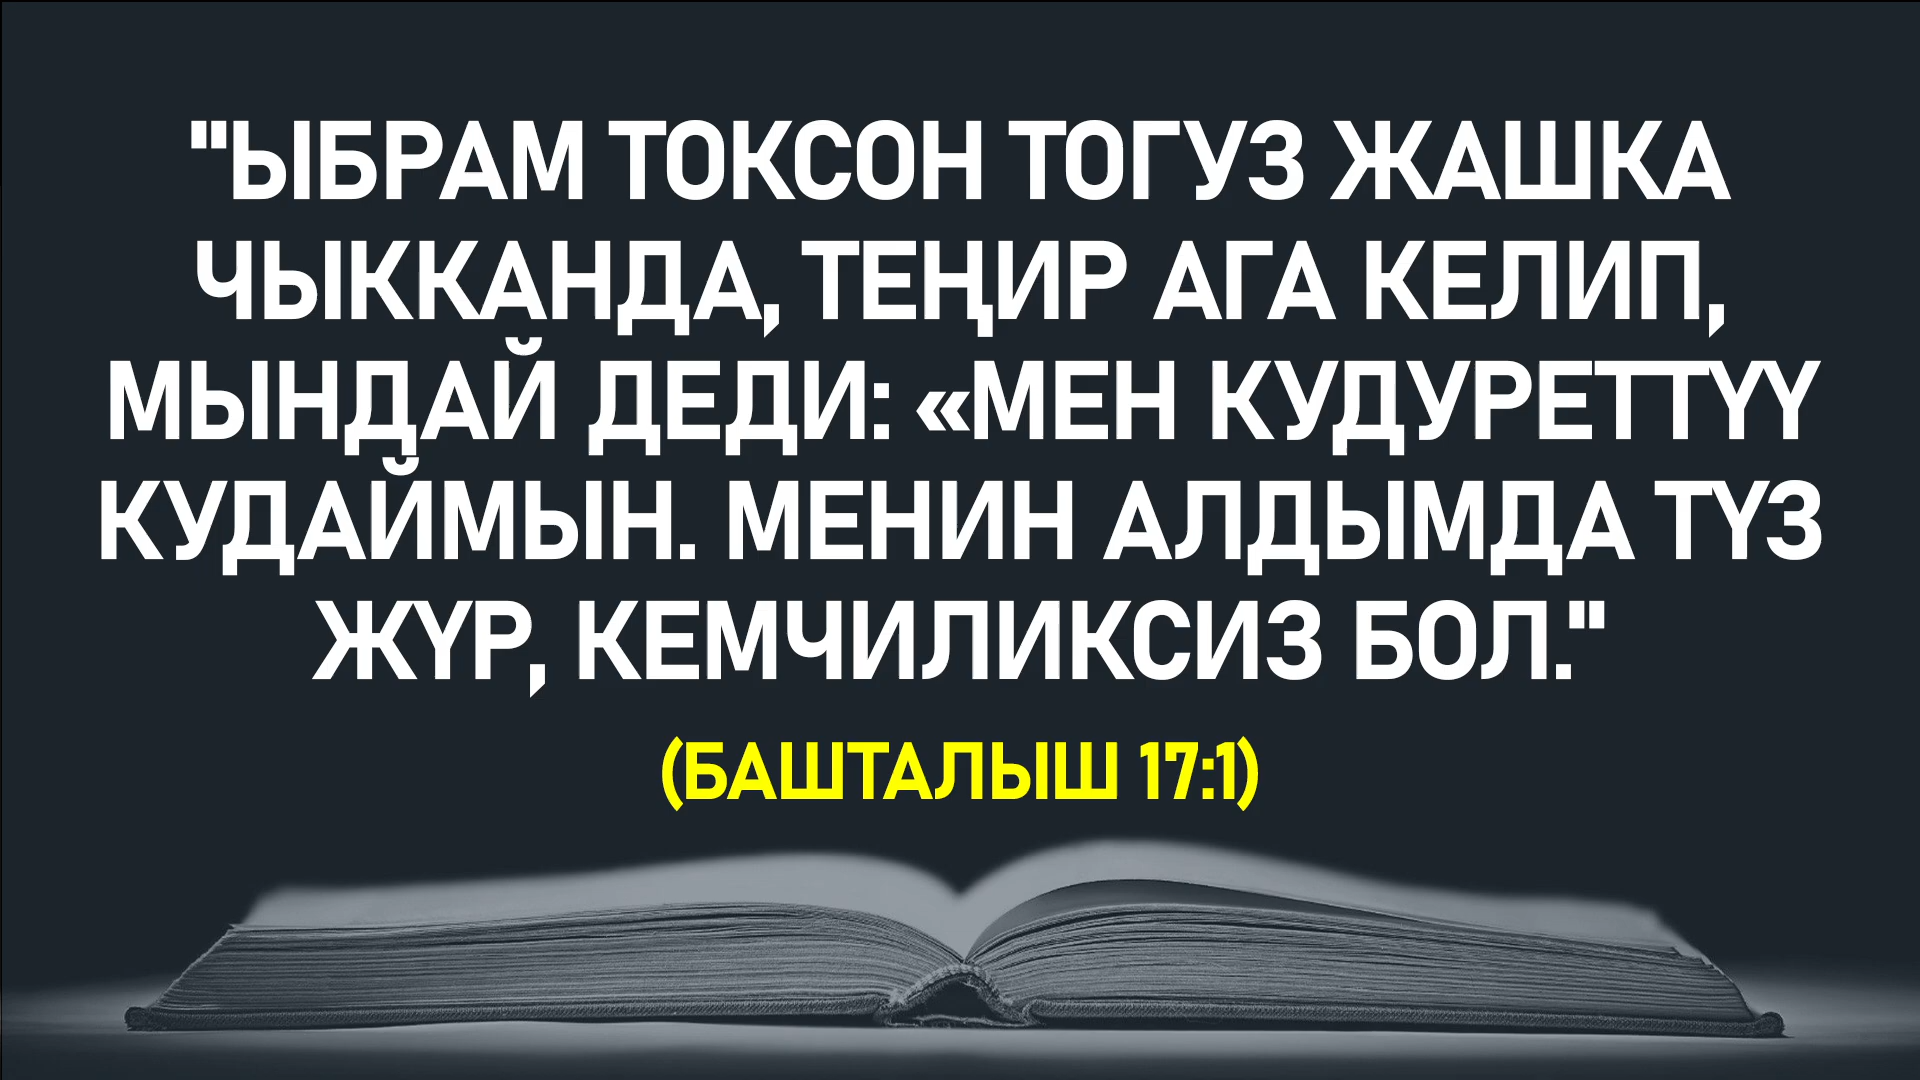 "ЫБРАМ ТОКСОН ТОГУЗ ЖАШКА
ЧЫККАНДА, ТЕҢИР АГА КЕЛИП,
МЫНДАЙ ДЕДИ: «МЕН КУДУРЕТТҮҮ
КУДАЙМЫН. МЕНИН АЛДЫМДА ТҮЗ
ЖҮР, КЕМЧИЛИКСИЗ БОЛ."
(БАШТАЛЫШ 17:1)